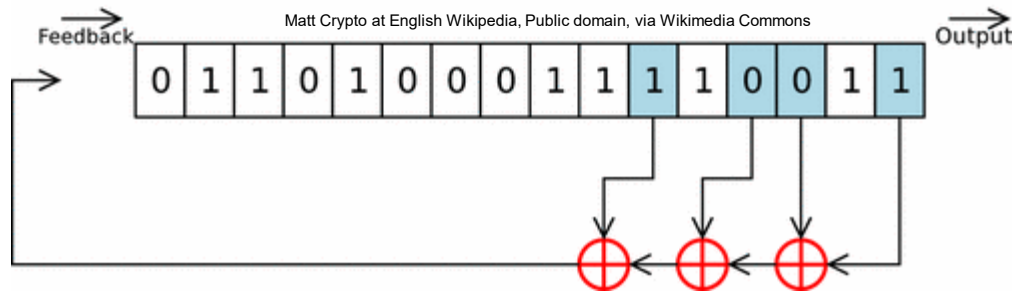 Matt Crypto at English Wikipedia, Public domain, via Wikimedia Commons
Feedback
Output
0 1 1 0 1 0 0 0 1 1 1 1 0 0 1 1